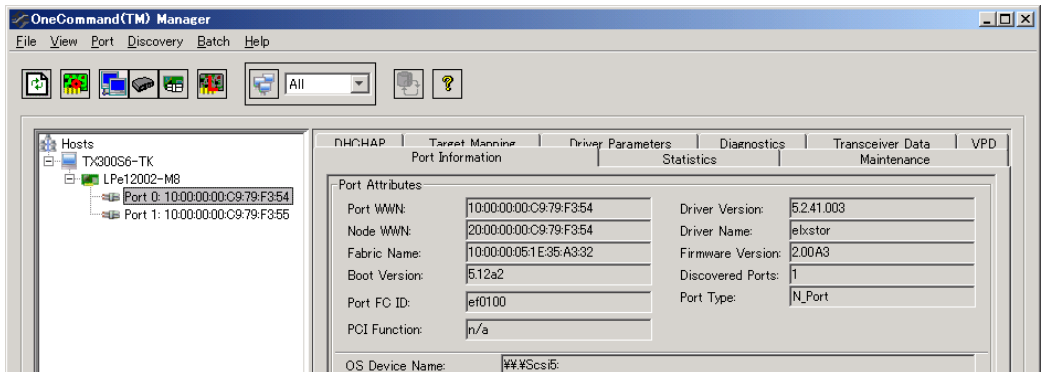 OneCommand(TM) Manager
File View Port Discovery Batch Help
All
Hosts
TX300S6-TK
LPe12002-M8
Port 0: 10:00:00:00:C9:79:F3:54
Port 1: 10:00:00:00:C9:79:F3:55
DHCHAP Target Mapping Driver Parameters Diagnostics Transceiver Data VPD
Port Information Statistics Maintenance
Port Attributes
Port WWN: 10:00:00:00:C9:79:F3:54 Driver Version: 5.2.41.003
Node WWN: 20:00:00:00:C9:79:F3:54 Driver Name: elxstor
Fabric Name: 10:00:00:05:1E:35:A3:32 Firmware Version: 2.00A3
Boot Version: 5.12a2 Discovered Ports: 1
Port FC ID: ef0100 Port Type: N_Port
PCI Function: n/a
OS Device Name: ¥¥.¥Scsi5: